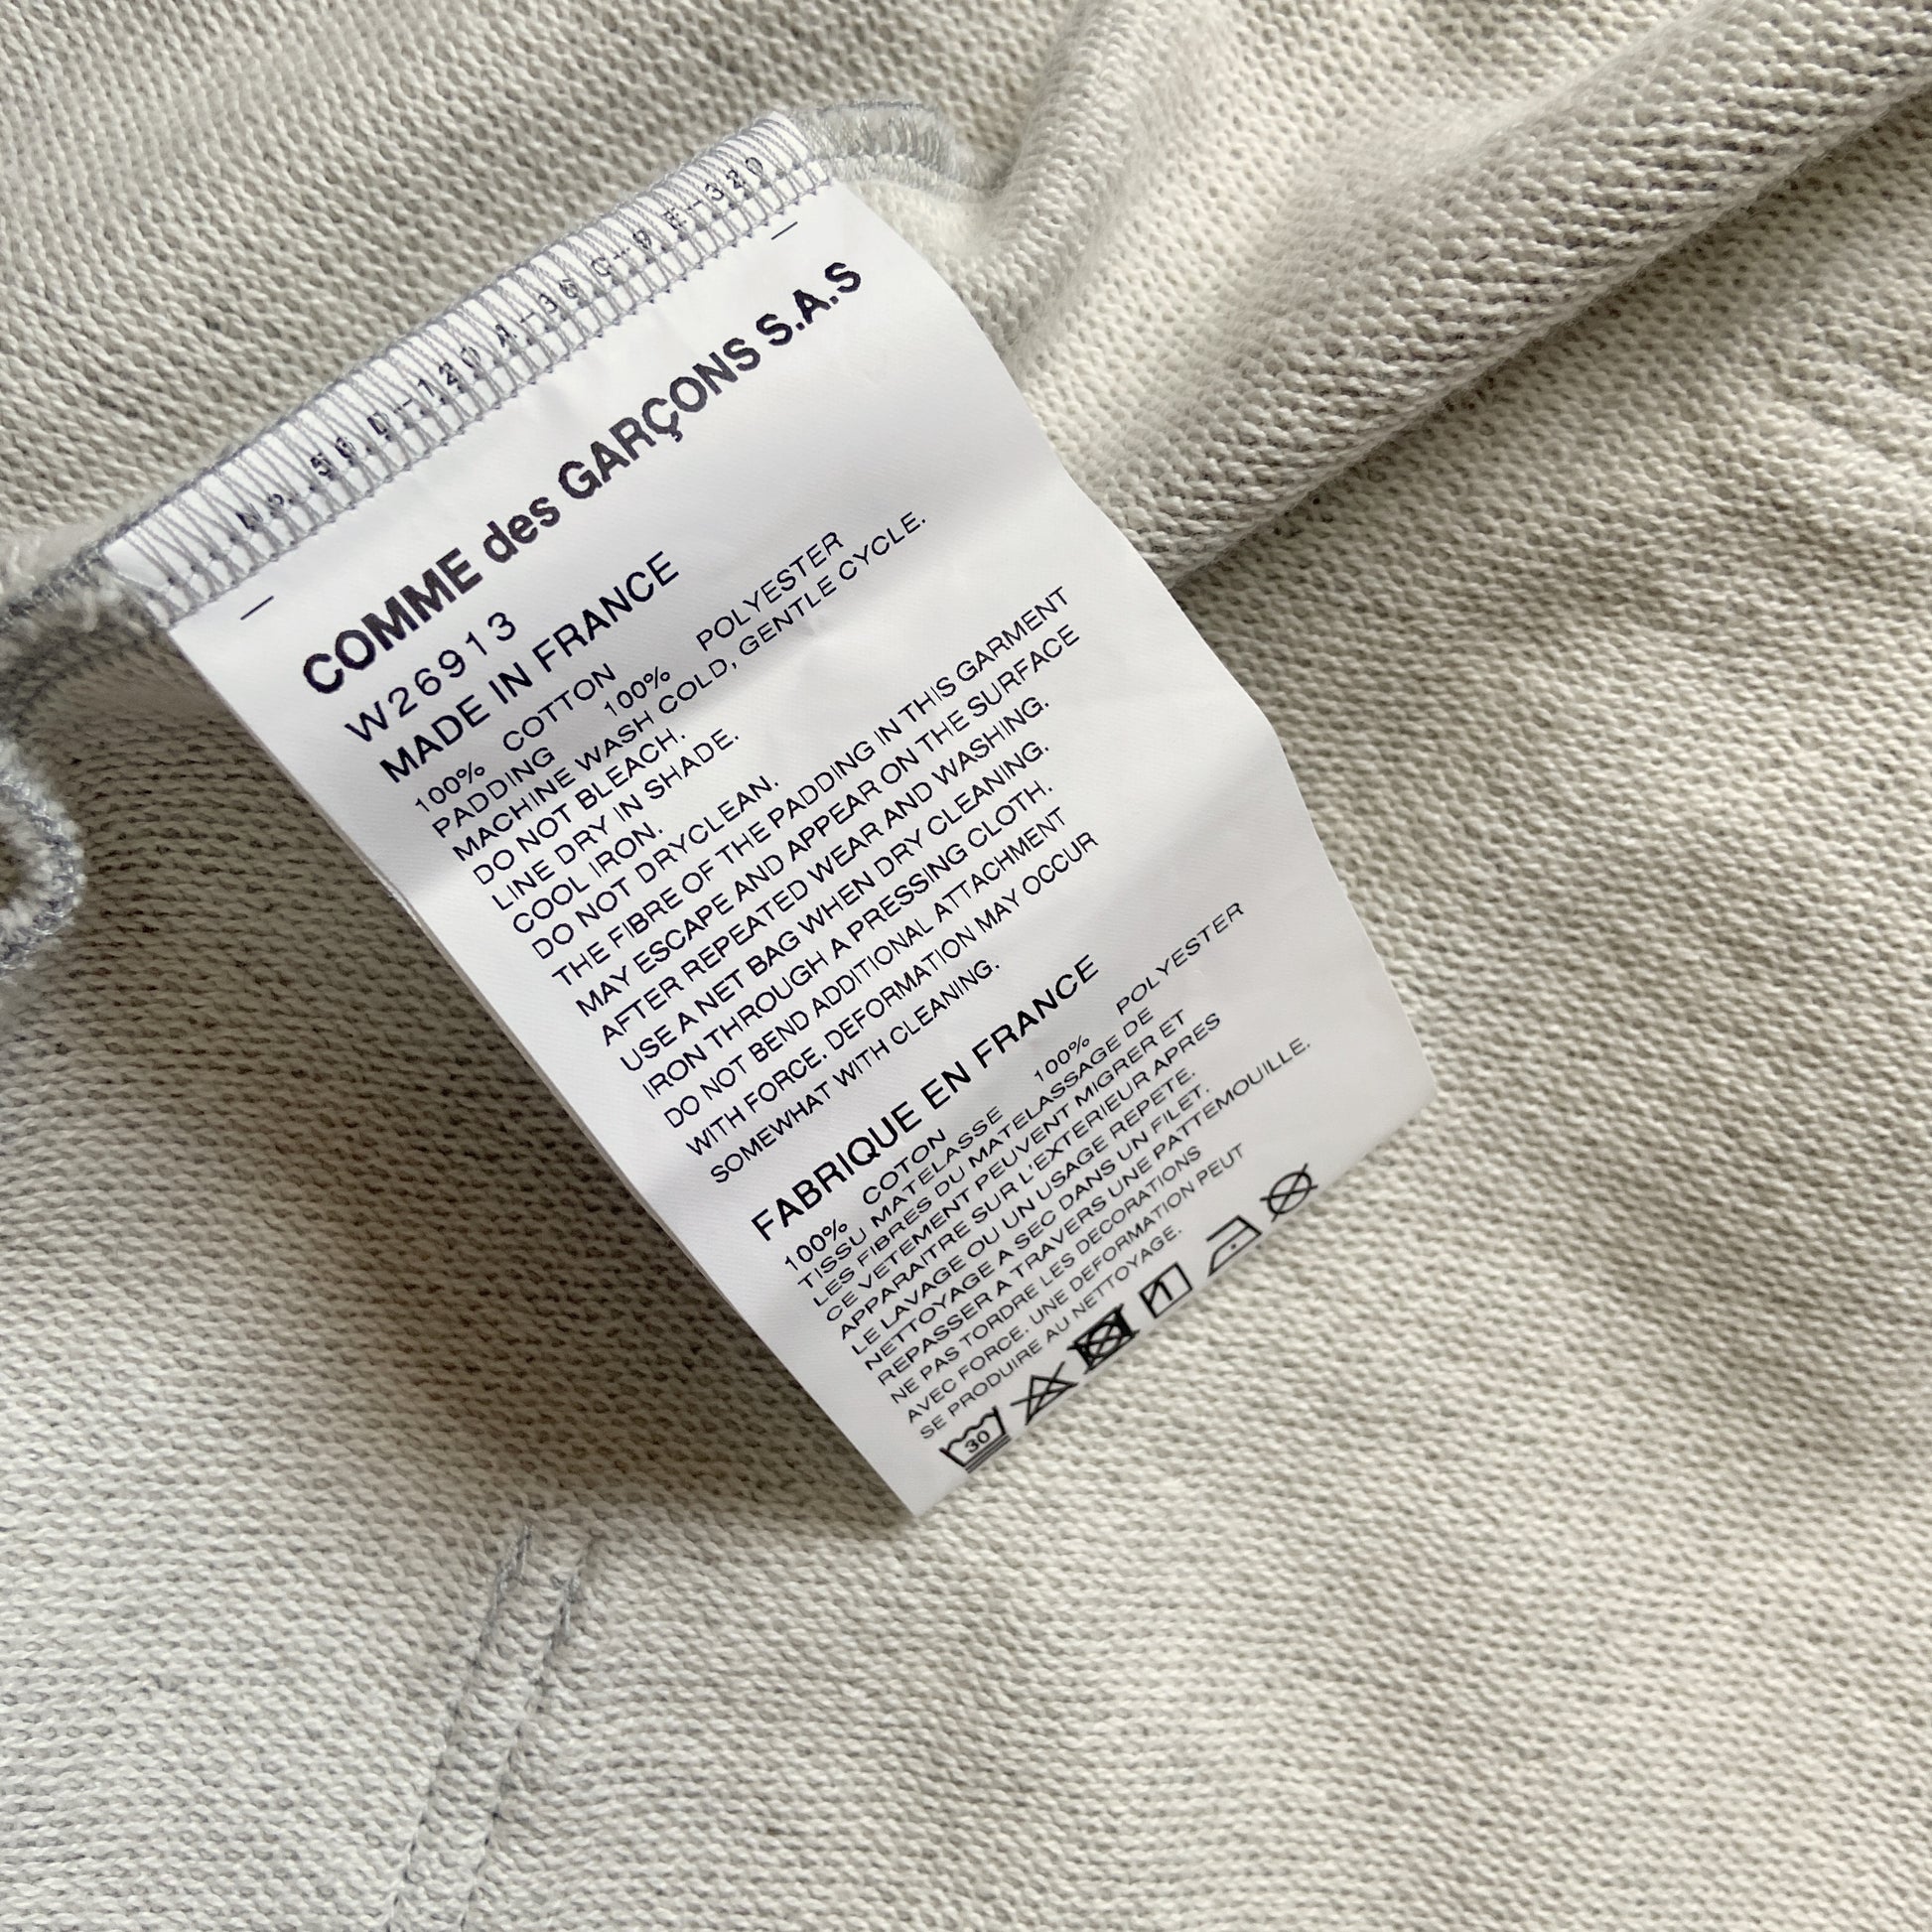 NO. 56 D-120 A-36 C-9 E-320
COMME des GARÇONS S.A.S
W26913
MADE IN FRANCE
100% COTTON
PADDING 100% POLYESTER
MACHINE WASH COLD, GENTLE CYCLE.
DO NOT BLEACH.
LINE DRY IN SHADE.
COOL IRON.
DO NOT DRYCLEAN.
THE FIBRE OF THE PADDING IN THIS GARMENT
MAY ESCAPE AND APPEAR ON THE SURFACE
AFTER REPEATED WEAR AND WASHING.
USE A NET BAG WHEN DRY CLEANING.
IRON THROUGH A PRESSING CLOTH.
DO NOT BEND ADDITIONAL ATTACHMENT
WITH FORCE. DEFORMATION MAY OCCUR
SOMEWHAT WITH CLEANING.
FABRIQUE EN FRANCE
100% COTON
TISSU MATELASSE 100% POLYESTER
LES FIBRES DU MATELASSAGE DE
CE VETEMENT PEUVENT MIGRER ET
APPARAITRE SUR L'EXTERIEUR APRES
LE LAVAGE OU UN USAGE REPETE.
NETTOYAGE A SEC DANS UN FILET.
REPASSER A TRAVERS UNE PATTEMOUILLE.
NE PAS TORDRE LES DECORATIONS
AVEC FORCE. UNE DEFORMATION PEUT
SE PRODUIRE AU NETTOYAGE.
30